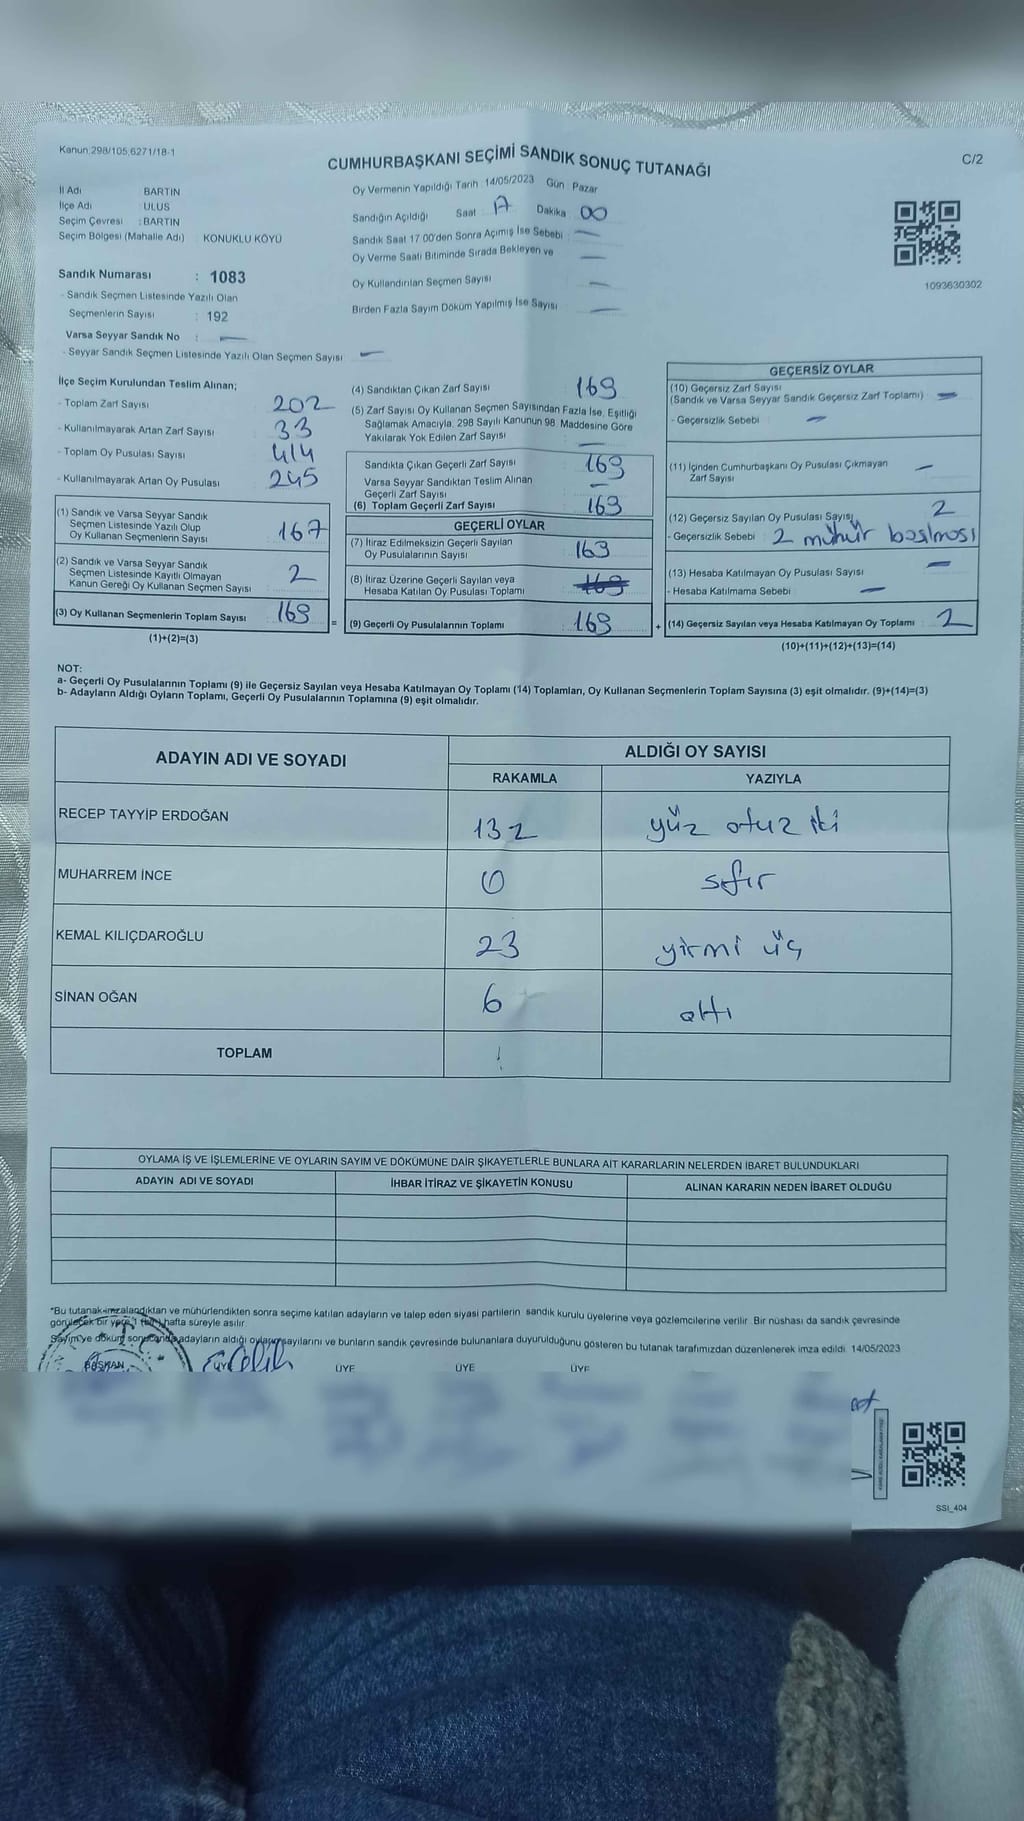 Kanun:298/105,6271/18-1
CUMHURBAŞKANI SEÇİMİ SANDIK SONUÇ TUTANAĞI
C/2
İl Adı BARTIN
İlçe Adı ULUS
Seçim Çevresi : BARTIN
Seçim Bölgesi (Mahalle Adı) : KONUKLU KÖYÜ
Sandık Numarası : 1083
- Sandık Seçmen Listesinde Yazılı Olan
Seçmenlerin Sayısı : 192
Varsa Seyyar Sandık No : —
- Seyyar Sandık Seçmen Listesinde Yazılı Olan Seçmen Sayısı —
Oy Vermenin Yapıldığı Tarih : 14/05/2023 Gün : Pazar
Sandığın Açıldığı Saat : 17 Dakika : 00
Sandık Saat 17:00'den Sonra Açımış İse Sebebi : —
Oy Verme Saati Bitiminde Sırada Bekleyen ve —
Oy Kullandırılan Seçmen Sayısı —
Birden Fazla Sayım Döküm Yapılmış İse Sayısı —
1093630302
İlçe Seçim Kurulundan Teslim Alınan;
- Toplam Zarf Sayısı 202
- Kullanılmayarak Artan Zarf Sayısı 33
- Toplam Oy Pusulası Sayısı 414
- Kullanılmayarak Artan Oy Pusulası 245
(1) Sandık ve Varsa Seyyar Sandık
Seçmen Listesinde Yazılı Olup
Oy Kullanan Seçmenlerin Sayısı 167
(2) Sandık ve Varsa Seyyar Sandık
Seçmen Listesinde Kayıtlı Olmayan
Kanun Gereği Oy Kullanan Seçmen Sayısı 2
(3) Oy Kullanan Seçmenlerin Toplam Sayısı 169 =
(1)+(2)=(3)
(4) Sandıktan Çıkan Zarf Sayısı 169
(5) Zarf Sayısı Oy Kullanan Seçmen Sayısından Fazla İse, Eşitliği
Sağlamak Amacıyla, 298 Sayılı Kanunun 98. Maddesine Göre
Yakılarak Yok Edilen Zarf Sayısı —
Sandıkta Çıkan Geçerli Zarf Sayısı 169
Varsa Seyyar Sandıktan Teslim Alınan
Geçerli Zarf Sayısı —
(6) Toplam Geçerli Zarf Sayısı 169
GEÇERLİ OYLAR
(7) İtiraz Edilmeksizin Geçerli Sayılan
Oy Pusulalarının Sayısı 169
(8) İtiraz Üzerine Geçerli Sayılan veya
Hesaba Katılan Oy Pusulası Toplamı 169
(9) Geçerli Oy Pusulalarının Toplamı 169 +
GEÇERSİZ OYLAR
(10) Geçersiz Zarf Sayısı
(Sandık ve Varsa Seyyar Sandık Geçersiz Zarf Toplamı) —
- Geçersizlik Sebebi : —
(11) İçinden Cumhurbaşkanı Oy Pusulası Çıkmayan
Zarf Sayısı —
(12) Geçersiz Sayılan Oy Pusulası Sayısı 2
- Geçersizlik Sebebi : 2 mühür basılması
(13) Hesaba Katılmayan Oy Pusulası Sayısı —
- Hesaba Katılmama Sebebi : —
(14) Geçersiz Sayılan veya Hesaba Katılmayan Oy Toplamı : 2
(10)+(11)+(12)+(13)=(14)
NOT:
a- Geçerli Oy Pusulalarının Toplamı (9) ile Geçersiz Sayılan veya Hesaba Katılmayan Oy Toplamı (14) Toplamları, Oy Kullanan Seçmenlerin Toplam Sayısına (3) eşit olmalıdır. (9)+(14)=(3)
b- Adayların Aldığı Oyların Toplamı, Geçerli Oy Pusulalarının Toplamına (9) eşit olmalıdır.
ADAYIN ADI VE SOYADI
ALDIĞI OY SAYISI
RAKAMLA YAZIYLA
RECEP TAYYİP ERDOĞAN 132 yüz otuz iki
MUHARREM İNCE 0 sıfır
KEMAL KILIÇDAROĞLU 23 yirmi üç
SİNAN OĞAN 6 altı
TOPLAM
OYLAMA İŞ VE İŞLEMLERİNE VE OYLARIN SAYIM VE DÖKÜMÜNE DAİR ŞİKAYETLERLE BUNLARA AİT KARARLARIN NELERDEN İBARET BULUNDUKLARI
ADAYIN ADI VE SOYADI İHBAR İTİRAZ VE ŞİKAYETİN KONUSU ALINAN KARARIN NEDEN İBARET OLDUĞU
*Bu tutanak imzalandıktan ve mühürlendikten sonra seçime katılan adayların ve talep eden siyasi partilerin sandık kurulu üyelerine veya gözlemcilerine verilir. Bir nüshası da sandık çevresinde
görülecek bir yere 1 (bir) hafta süreyle asılır.
Sayım ve döküm sonucunda adayların aldığı oyların sayılarını ve bunların sandık çevresinde bulunanlara duyurulduğunu gösteren bu tutanak tarafımızdan düzenlenerek imza edildi. 14/05/2023
BAŞKAN ÜYE ÜYE ÜYE ÜYE
SSI_404